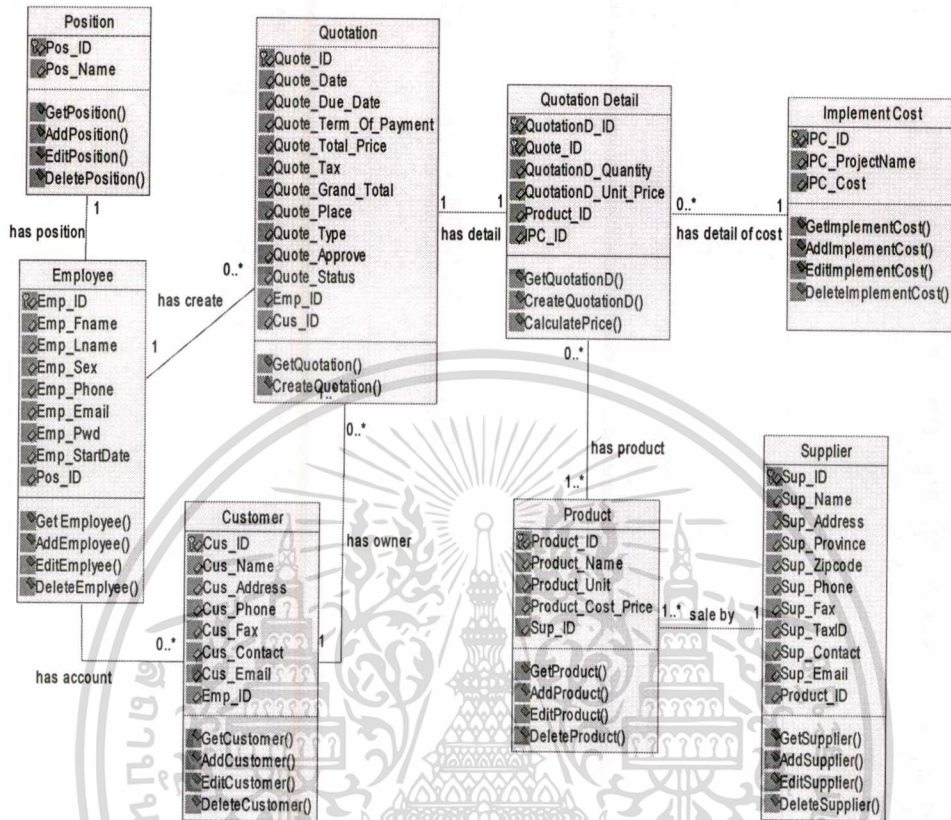 Position
Pos_ID
Pos_Name
GetPosition()
AddPosition()
EditPosition()
DeletePosition()
1
has position
Employee
Emp_ID
Emp_Fname
Emp_Lname
Emp_Sex
Emp_Phone
Emp_Email
Emp_Pwd
Emp_StartDate
Pos_ID
Get Employee()
AddEmployee()
EditEmplyee()
DeleteEmplyee()
has create
1
0..*
Quotation
Quote_ID
Quote_Date
Quote_Due_Date
Quote_Term_Of_Payment
Quote_Total_Price
Quote_Tax
Quote_Grand_Total
Quote_Place
Quote_Type
Quote_Approve
Quote_Status
Emp_ID
Cus_ID
GetQuotation()
CreateQuotation()
1..
0..*
1
has detail
1
Quotation Detail
QuotationD_ID
Quote_ID
QuotationD_Quantity
QuotationD_Unit_Price
Product_ID
IPC_ID
GetQuotationD()
CreateQuotationD()
CalculatePrice()
0..*
0..*
has detail of cost
1
Implement Cost
IPC_ID
IPC_ProjectName
IPC_Cost
GetImplementCost()
AddImplementCost()
EditImplementCost()
DeleteImplementCost()
has owner
1
0..*
has account
Customer
Cus_ID
Cus_Name
Cus_Address
Cus_Phone
Cus_Fax
Cus_Contact
Cus_Email
Emp_ID
GetCustomer()
AddCustomer()
EditCustomer()
DeleteCustomer()
has product
1..*
Product
Product_ID
Product_Name
Product_Unit
Product_Cost_Price
Sup_ID
GetProduct()
AddProduct()
EditProduct()
DeleteProduct()
1..*
sale by
1
Supplier
Sup_ID
Sup_Name
Sup_Address
Sup_Province
Sup_Zipcode
Sup_Phone
Sup_Fax
Sup_TaxID
Sup_Contact
Sup_Email
Product_ID
GetSupplier()
AddSupplier()
EditSupplier()
DeleteSupplier()